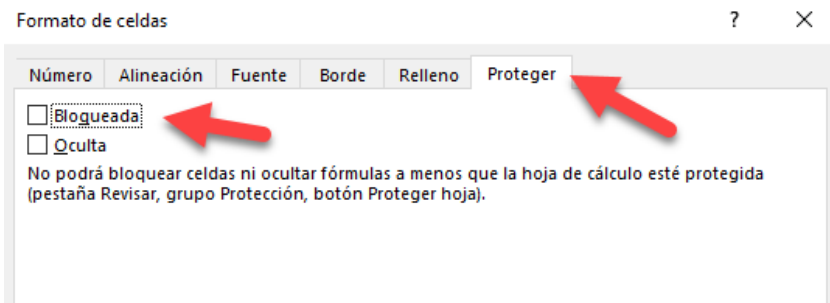 Formato de celdas ? ×
Número Alineación Fuente Borde Relleno Proteger
Bloqueada
Oculta
No podrá bloquear celdas ni ocultar fórmulas a menos que la hoja de cálculo esté protegida
(pestaña Revisar, grupo Protección, botón Proteger hoja).